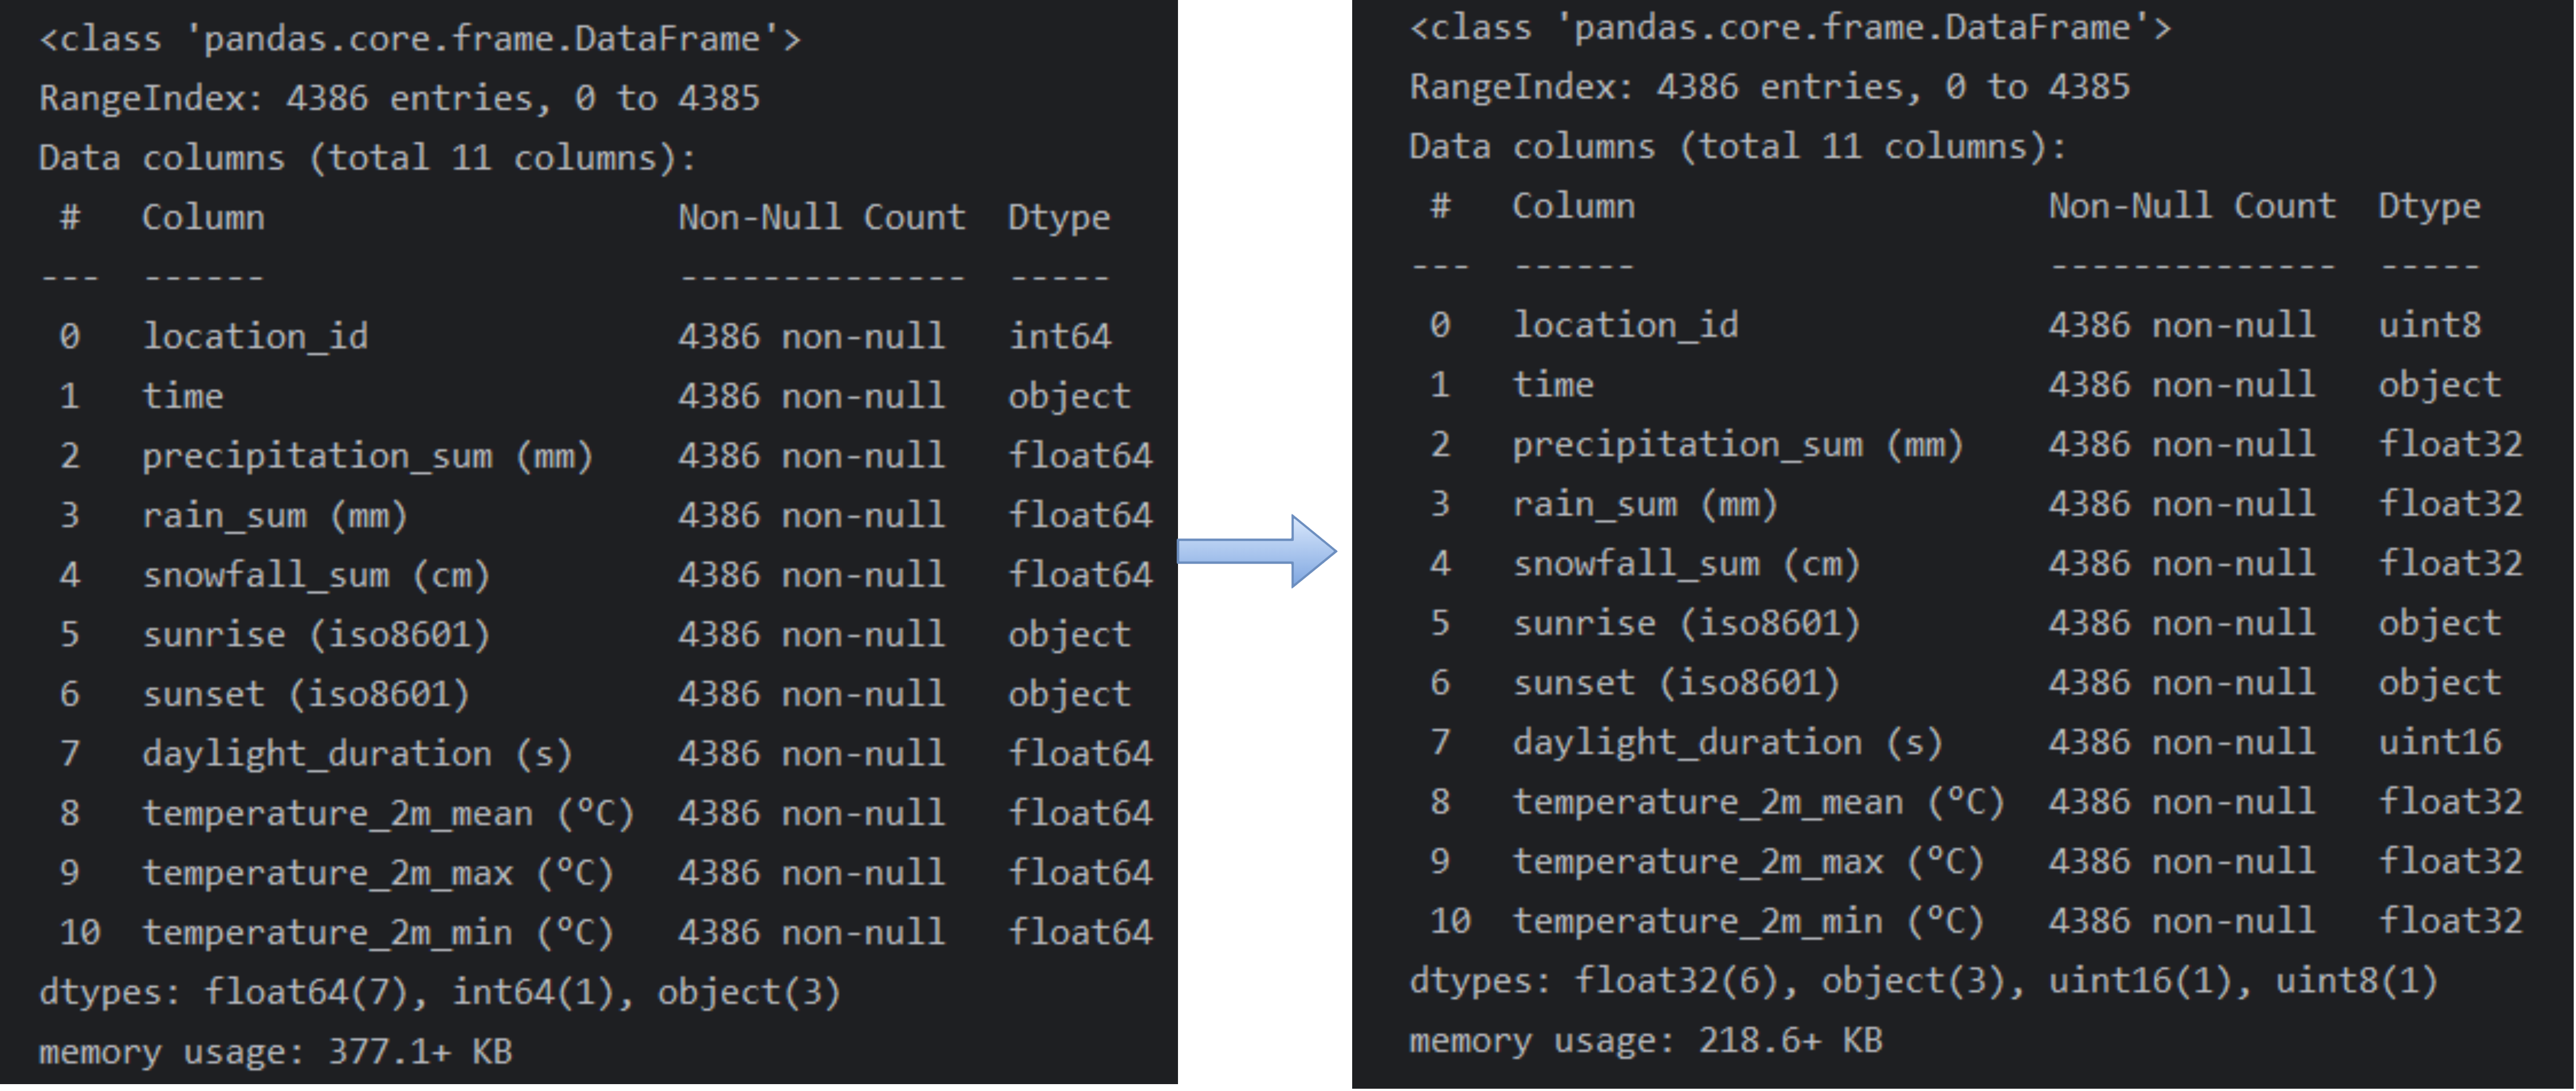 <class 'pandas.core.frame.DataFrame'>
RangeIndex: 4386 entries, 0 to 4385
Data columns (total 11 columns):
 #   Column                    Non-Null Count  Dtype
---  ------                    --------------  -----
 0   location_id               4386 non-null   int64
 1   time                      4386 non-null   object
 2   precipitation_sum (mm)    4386 non-null   float64
 3   rain_sum (mm)             4386 non-null   float64
 4   snowfall_sum (cm)         4386 non-null   float64
 5   sunrise (iso8601)         4386 non-null   object
 6   sunset (iso8601)          4386 non-null   object
 7   daylight_duration (s)     4386 non-null   float64
 8   temperature_2m_mean (°C)  4386 non-null   float64
 9   temperature_2m_max (°C)   4386 non-null   float64
 10  temperature_2m_min (°C)   4386 non-null   float64
dtypes: float64(7), int64(1), object(3)
memory usage: 377.1+ KB
<class 'pandas.core.frame.DataFrame'>
RangeIndex: 4386 entries, 0 to 4385
Data columns (total 11 columns):
 #   Column                    Non-Null Count  Dtype
---  ------                    --------------  -----
 0   location_id               4386 non-null   uint8
 1   time                      4386 non-null   object
 2   precipitation_sum (mm)    4386 non-null   float32
 3   rain_sum (mm)             4386 non-null   float32
 4   snowfall_sum (cm)         4386 non-null   float32
 5   sunrise (iso8601)         4386 non-null   object
 6   sunset (iso8601)          4386 non-null   object
 7   daylight_duration (s)     4386 non-null   uint16
 8   temperature_2m_mean (°C)  4386 non-null   float32
 9   temperature_2m_max (°C)   4386 non-null   float32
 10  temperature_2m_min (°C)   4386 non-null   float32
dtypes: float32(6), object(3), uint16(1), uint8(1)
memory usage: 218.6+ KB